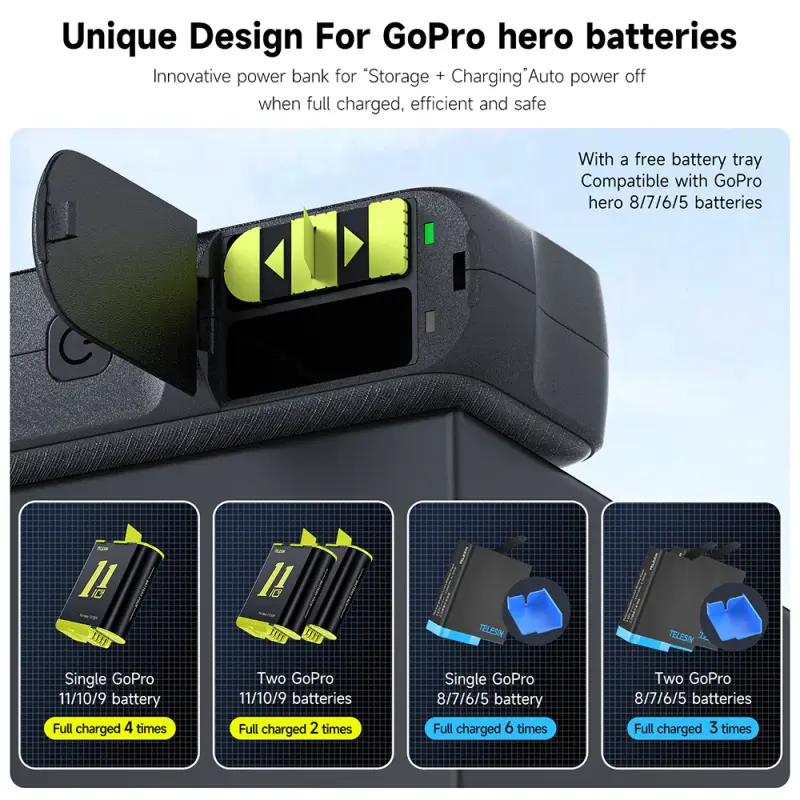 Unique Design For GoPro hero batteries
Innovative power bank for “Storage + Charging”Auto power off
when full charged, efficient and safe
With a free battery tray
Compatible with GoPro
hero 8/7/6/5 batteries
TELESIN
11
TELESIN
11
TELESIN
TELESIN
TELESIN
TELESIN
Single GoPro
11/10/9 battery
Full charged 4 times
Two GoPro
11/10/9 batteries
Full charged 2 times
Single GoPro
8/7/6/5 battery
Full charged 6 times
Two GoPro
8/7/6/5 batteries
Full charged 3 times